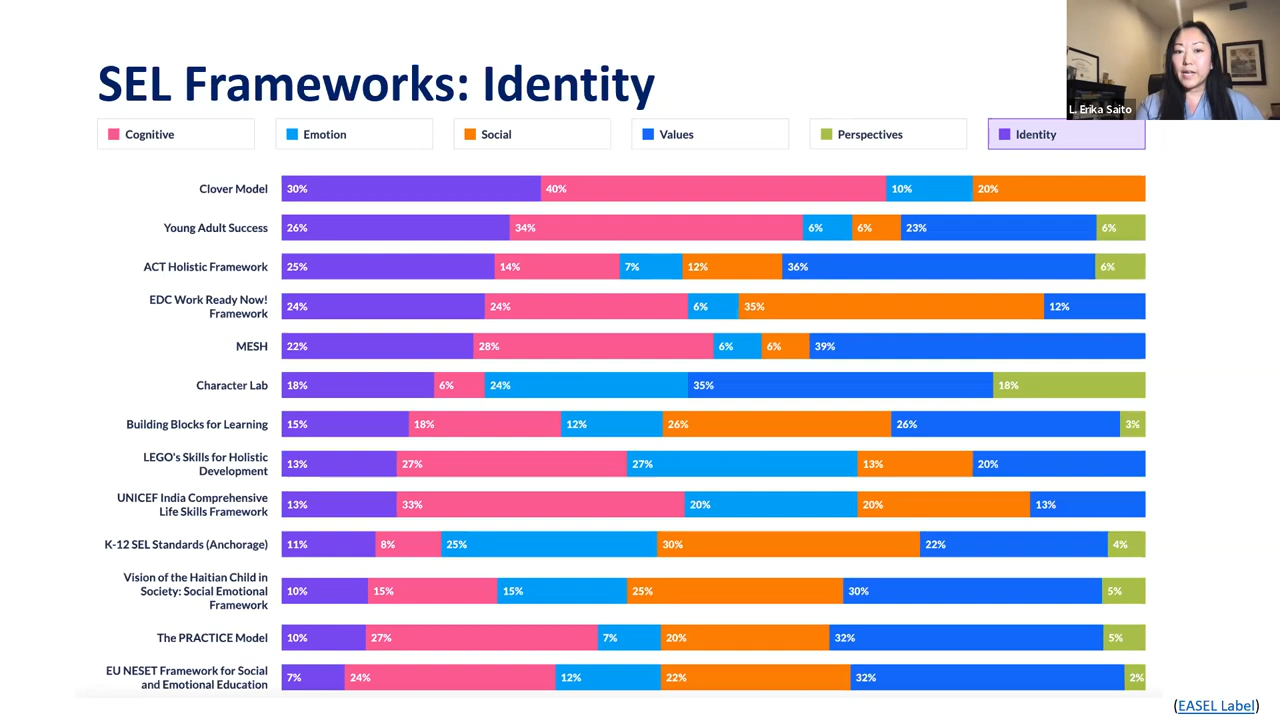 L. Erika Saito
SEL Frameworks: Identity
Cognitive
Emotion
Social
Values
Perspectives
Identity
Clover Model
30%
40%
10%
20%
Young Adult Success
26%
34%
6%
6%
23%
6%
ACT Holistic Framework
25%
14%
7%
12%
36%
6%
EDC Work Ready Now!
Framework
24%
24%
6%
35%
12%
MESH
22%
28%
6%
6%
39%
Character Lab
18%
6%
24%
35%
18%
Building Blocks for Learning
15%
18%
12%
26%
26%
3%
LEGO's Skills for Holistic
Development
13%
27%
27%
13%
20%
UNICEF India Comprehensive
Life Skills Framework
13%
33%
20%
20%
13%
K-12 SEL Standards (Anchorage)
11%
8%
25%
30%
22%
4%
Vision of the Haitian Child in
Society: Social Emotional
Framework
10%
15%
15%
25%
30%
5%
The PRACTICE Model
10%
27%
7%
20%
32%
5%
EU NESET Framework for Social
and Emotional Education
7%
24%
12%
22%
32%
2%
(EASEL Label)